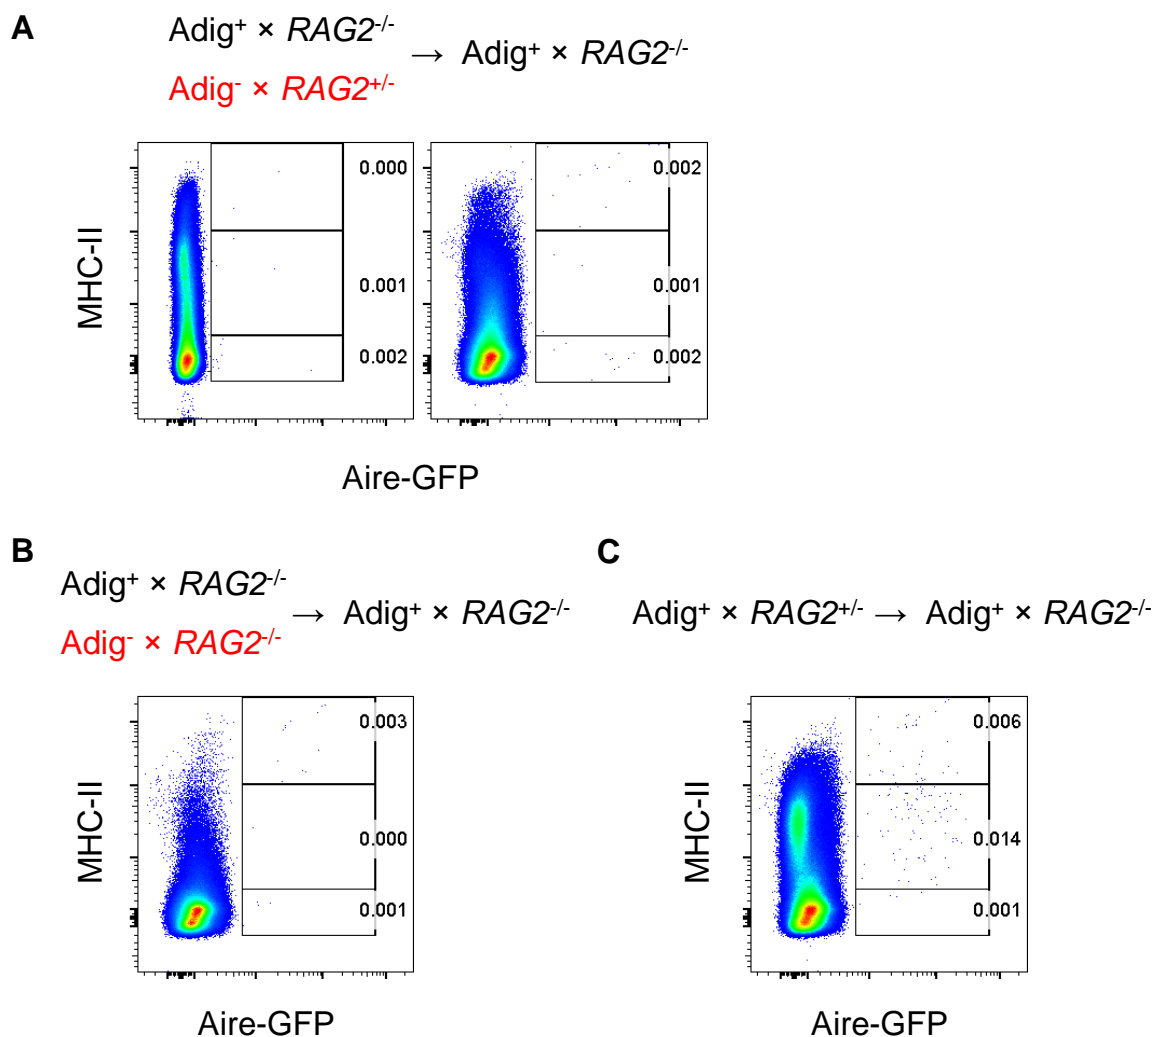 A
Adig⁺ × RAG2⁻/⁻
→ Adig⁺ × RAG2⁻/⁻
Adig⁻ × RAG2⁺/⁻
MHC-II
0.000
0.001
0.002
0.002
0.001
0.002
Aire-GFP
B
Adig⁺ × RAG2⁻/⁻
→ Adig⁺ × RAG2⁻/⁻
Adig⁻ × RAG2⁻/⁻
MHC-II
0.003
0.000
0.001
Aire-GFP
C
Adig⁺ × RAG2⁺/⁻ → Adig⁺ × RAG2⁻/⁻
MHC-II
0.006
0.014
0.001
Aire-GFP